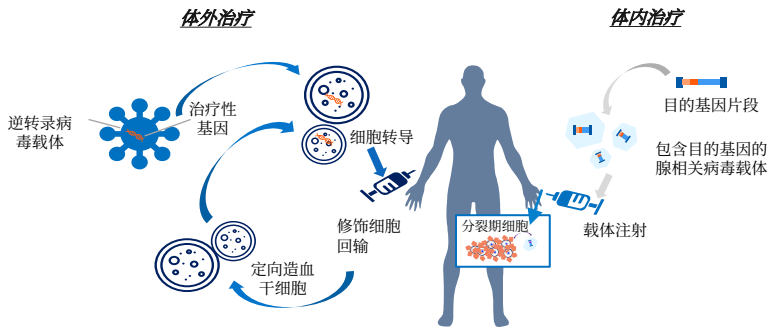 体外治疗
体内治疗
逆转录病
毒载体
治疗性
基因
细胞转导
修饰细胞
回输
定向造血
干细胞
目的基因片段
包含目的基因的
腺相关病毒载体
载体注射
分裂期细胞